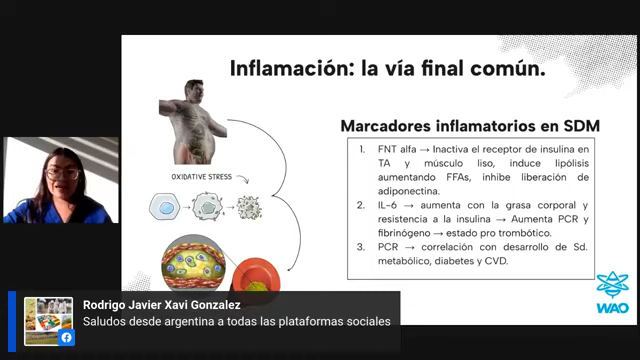 Inflamación: la vía final común.
OXIDATIVE STRESS
Marcadores inflamatorios en SDM
1. FNT alfa → Inactiva el receptor de insulina en
TA y músculo liso, induce lipólisis
aumentando FFAs, inhibe liberación de
adiponectina.
2. IL-6 → aumenta con la grasa corporal y
resistencia a la insulina → Aumenta PCR y
fibrinógeno → estado pro trombótico.
3. PCR → correlación con desarrollo de Sd.
metabólico, diabetes y CVD.
WAO
Rodrigo Javier Xavi Gonzalez
Saludos desde argentina a todas las plataformas sociales